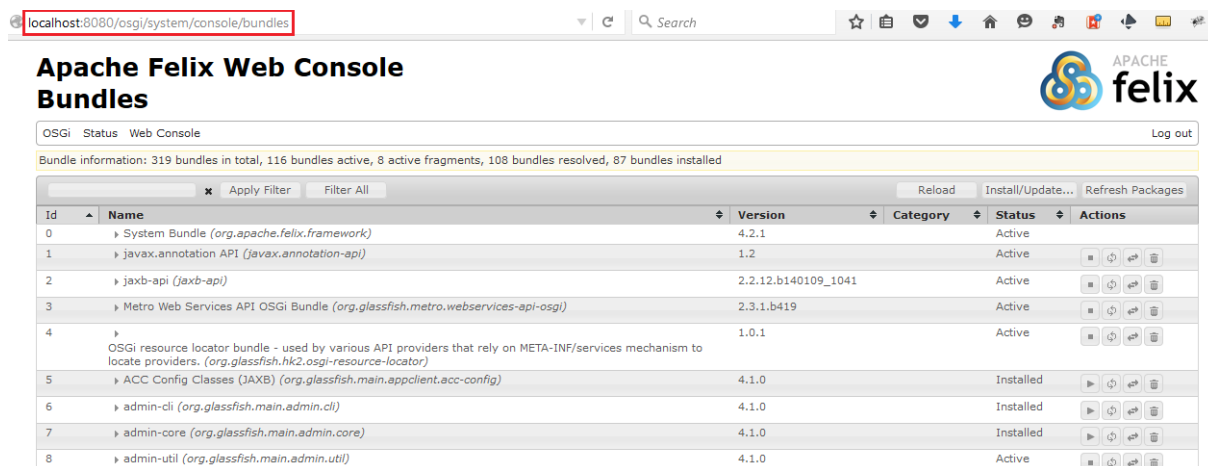 localhost:8080/osgi/system/console/bundles
Search
Apache Felix Web Console
Bundles
APACHE
felix
OSGi Status Web Console Log out
Bundle information: 319 bundles in total, 116 bundles active, 8 active fragments, 108 bundles resolved, 87 bundles installed
Apply Filter Filter All Reload Install/Update... Refresh Packages
Id Name Version Category Status Actions
0 System Bundle (org.apache.felix.framework) 4.2.1 Active
1 javax.annotation API (javax.annotation-api) 1.2 Active
2 jaxb-api (jaxb-api) 2.2.12.b140109_1041 Active
3 Metro Web Services API OSGi Bundle (org.glassfish.metro.webservices-api-osgi) 2.3.1.b419 Active
4 1.0.1 Active
OSGi resource locator bundle - used by various API providers that rely on META-INF/services mechanism to
locate providers. (org.glassfish.hk2.osgi-resource-locator)
5 ACC Config Classes (JAXB) (org.glassfish.main.appclient.acc-config) 4.1.0 Installed
6 admin-cli (org.glassfish.main.admin.cli) 4.1.0 Installed
7 admin-core (org.glassfish.main.admin.core) 4.1.0 Installed
8 admin-util (org.glassfish.main.admin.util) 4.1.0 Active